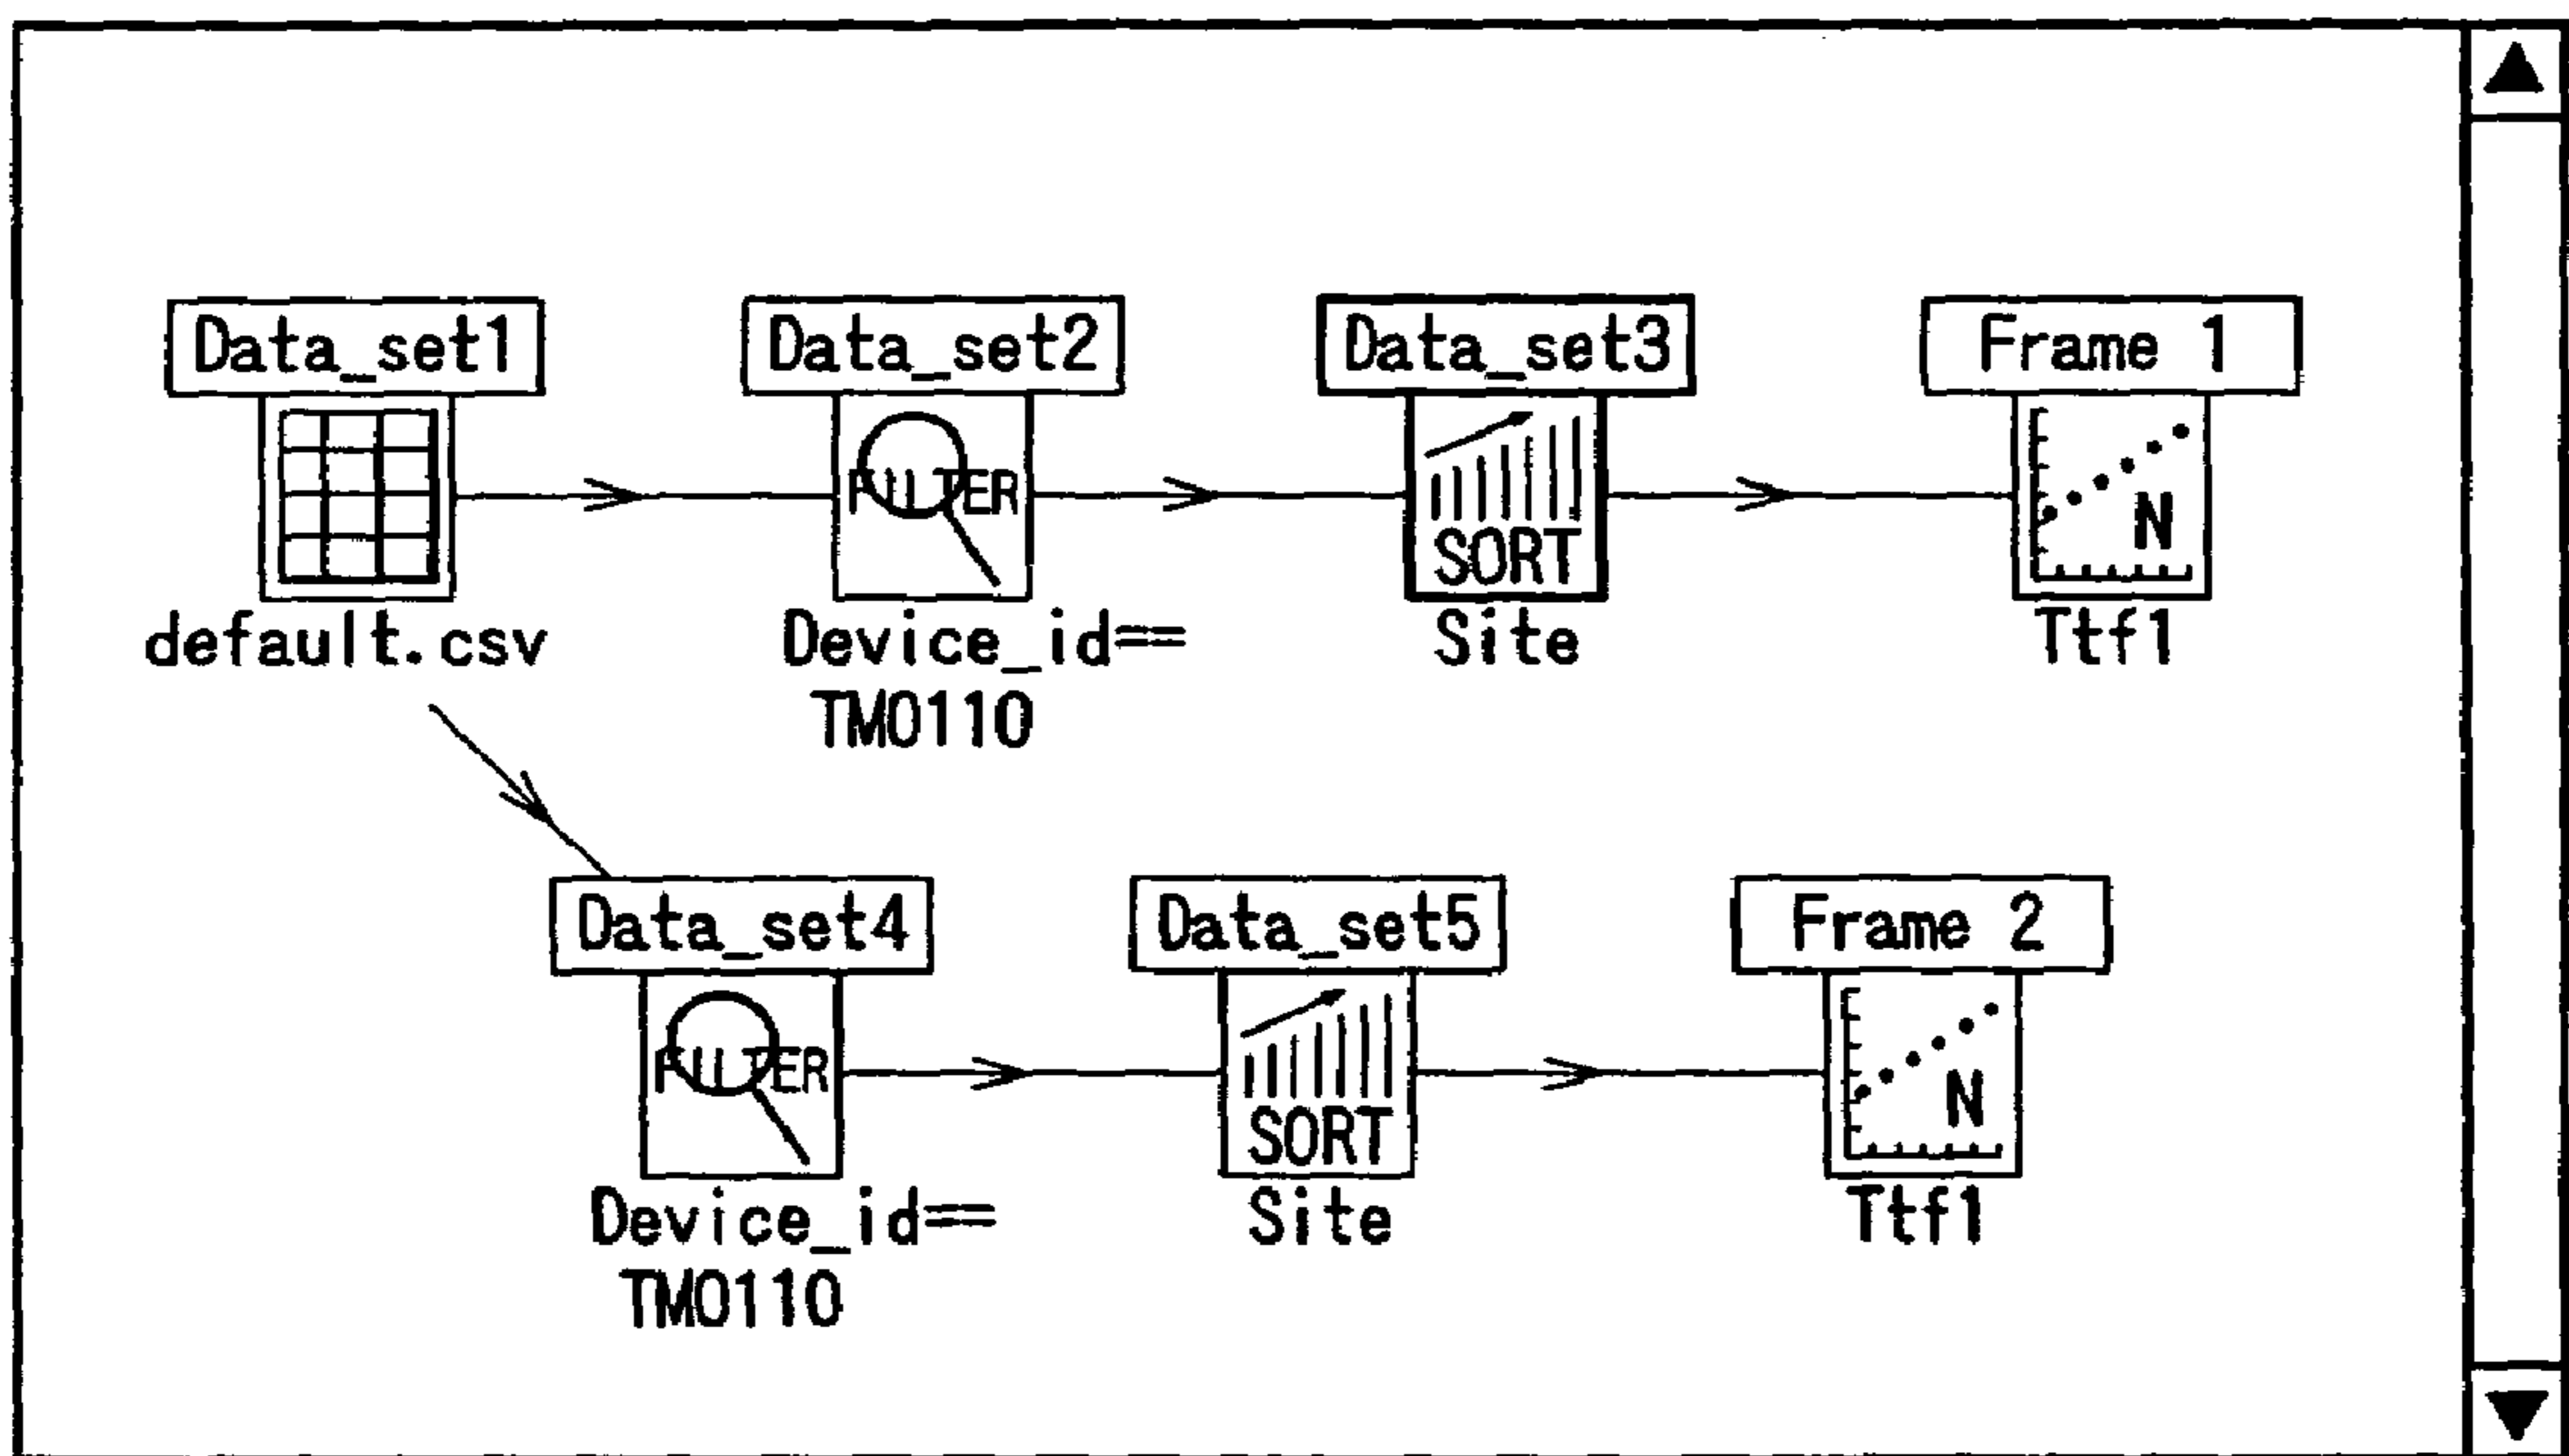 Data_set1 Data_set2 Data_set3 Frame 1
FILTER
N
SORT
default.csv Device_id== Site Ttf1
TM0110
Data_set4 Data_set5 Frame 2
FILTER
N
SORT
Device_id== Site Ttf1
TM0110